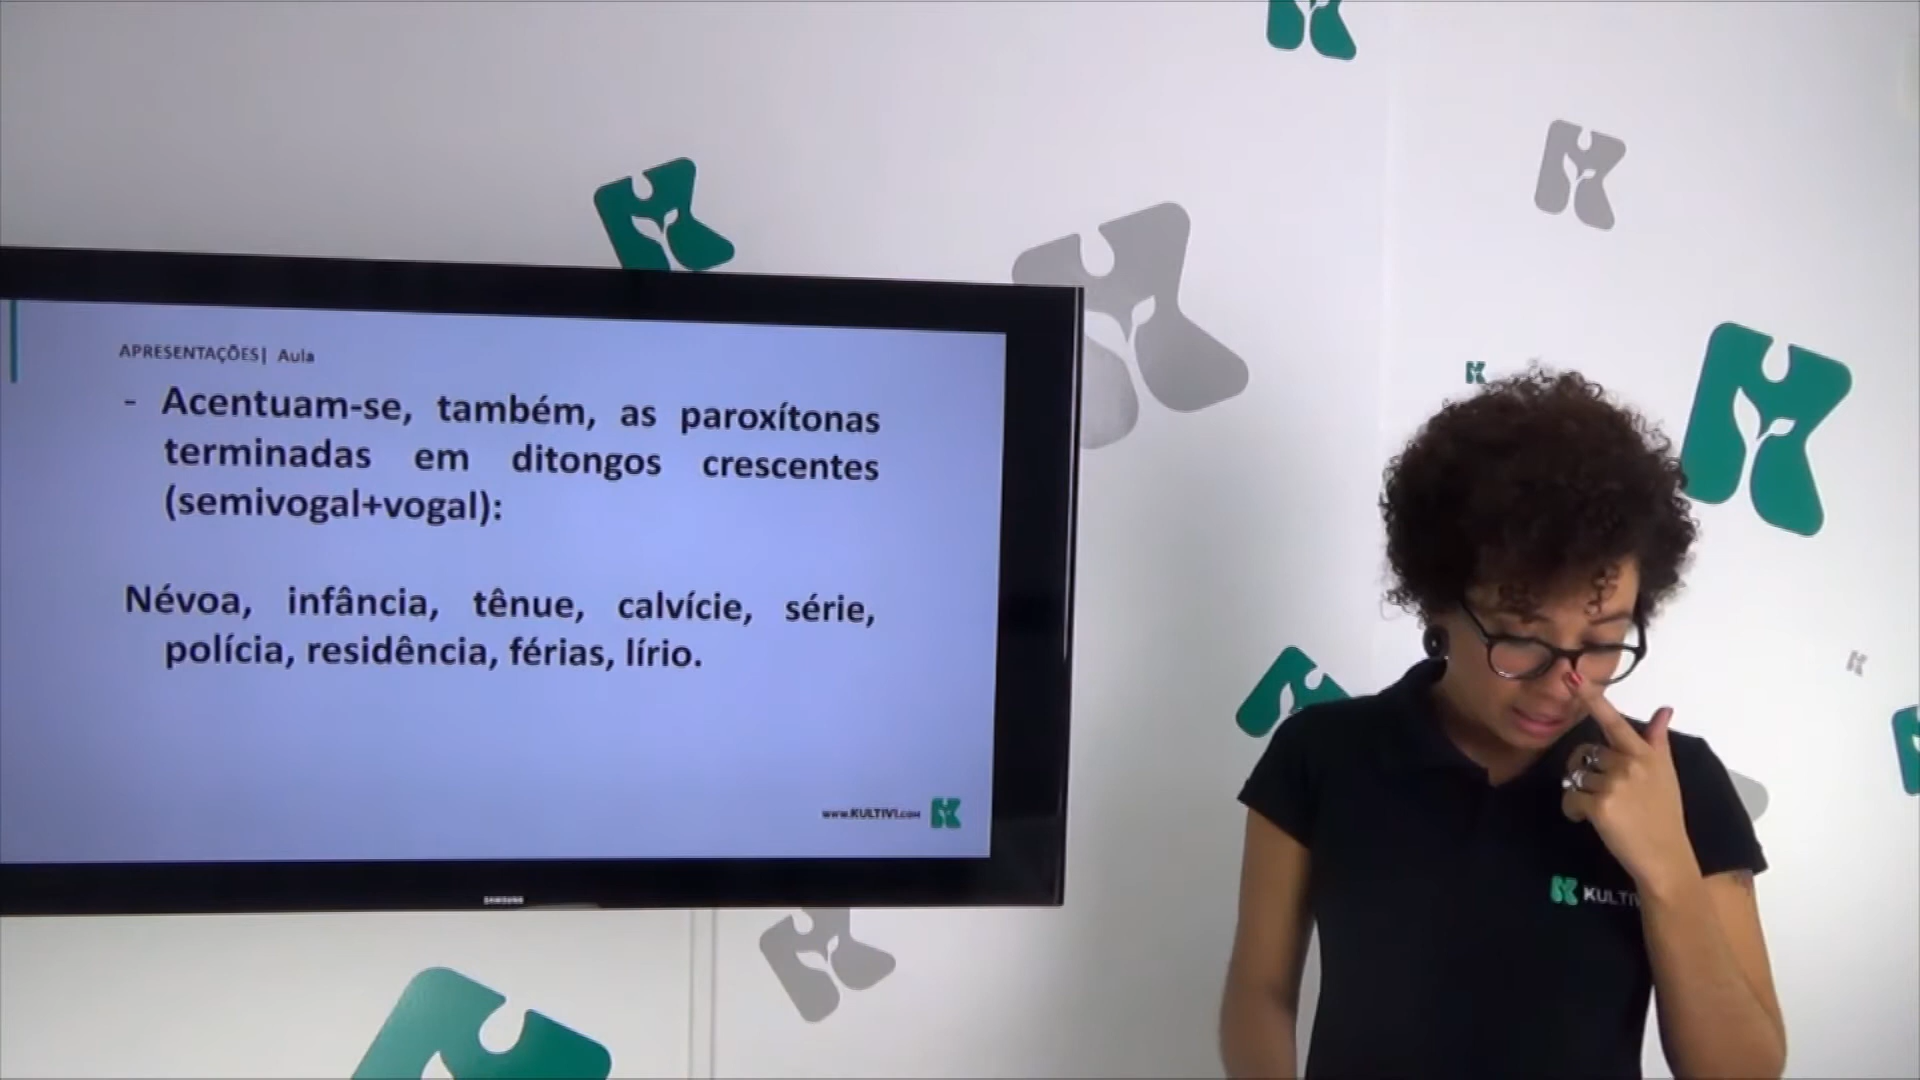 APRESENTAÇÕES| Aula
- Acentuam-se, também, as paroxítonas
terminadas em ditongos crescentes
(semivogal+vogal):
Névoa, infância, tênue, calvície, série,
polícia, residência, férias, lírio.
www.KULTIVI.com
SAMSUNG
KULTIV